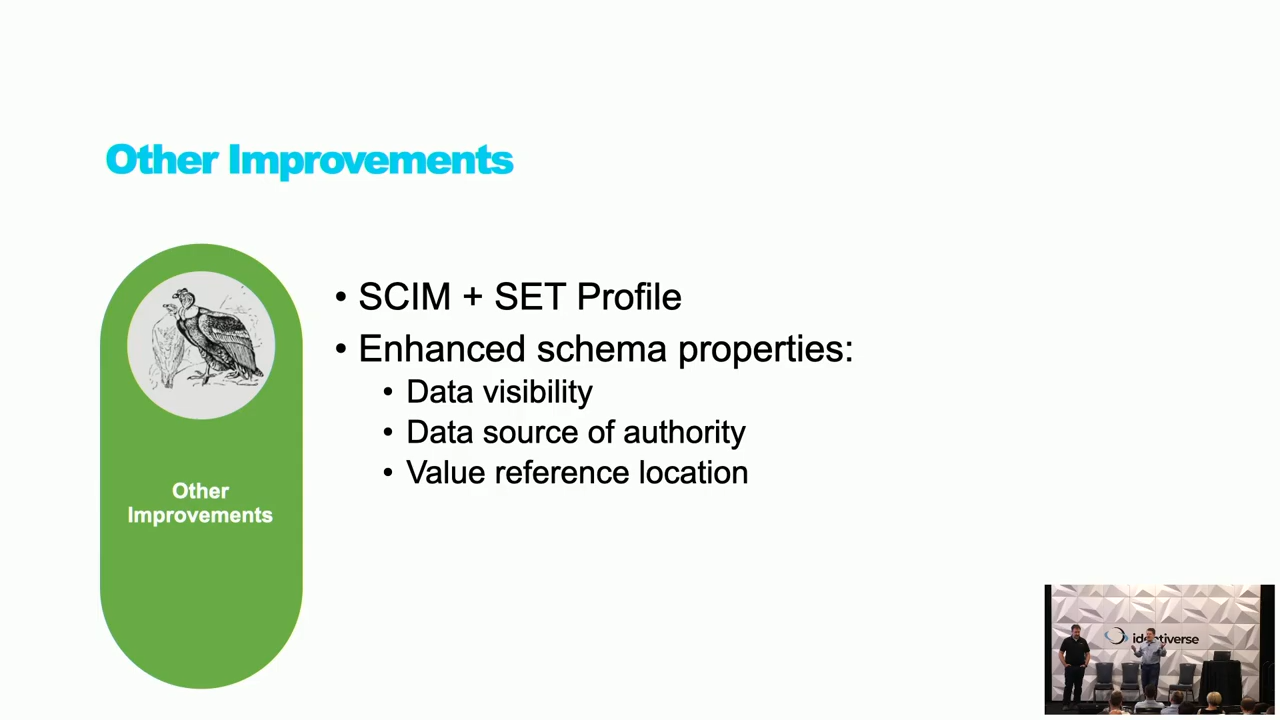 Other Improvements
• SCIM + SET Profile
• Enhanced schema properties:
• Data visibility
• Data source of authority
• Value reference location
Other
Improvements
identiverse